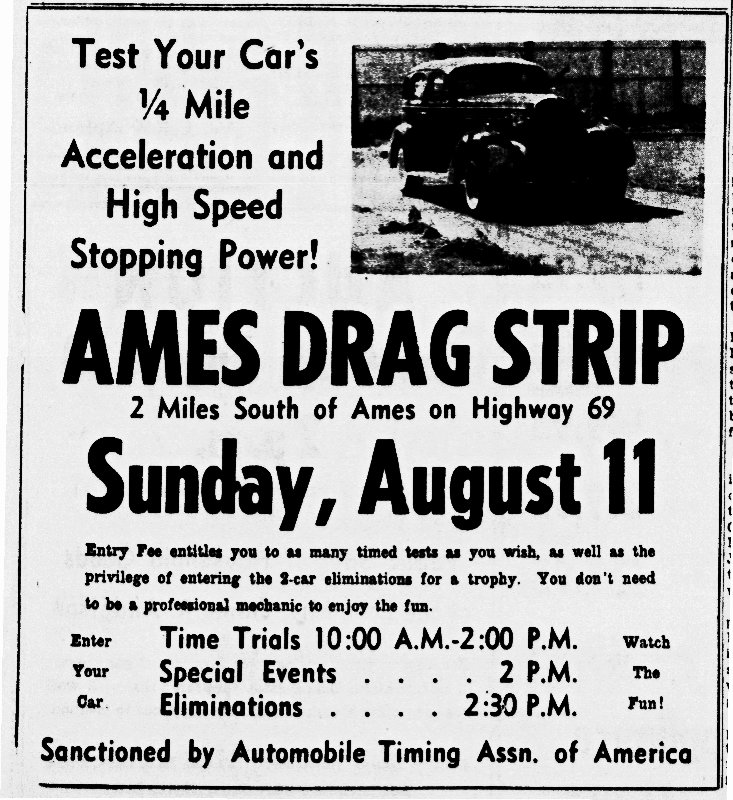 Test Your Car's
1/4 Mile
Acceleration and
High Speed
Stopping Power!
AMES DRAG STRIP
2 Miles South of Ames on Highway 69
Sunday, August 11
Entry Fee entitles you to as many timed tests as you wish, as well as the
privilege of entering the 2-car eliminations for a trophy. You don't need
to be a professional mechanic to enjoy the fun.
Enter Time Trials 10:00 A.M.-2:00 P.M. Watch
Your Special Events . . . . 2 P.M. The
Car Eliminations . . . . 2:30 P.M. Fun!
Sanctioned by Automobile Timing Assn. of America